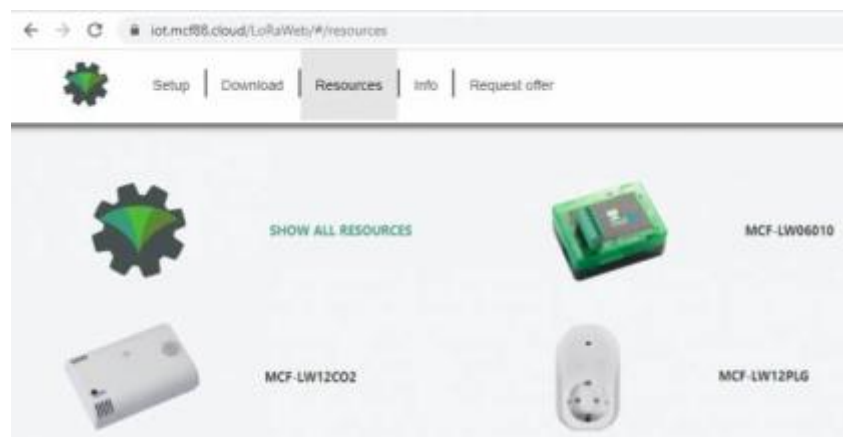 iot.mcf88.cloud/LoRaWeb/#/resources
Setup
Download
Resources
Info
Request offer
SHOW ALL RESOURCES
MCF-LW06010
MCF-LW12CO2
MCF-LW12PLG